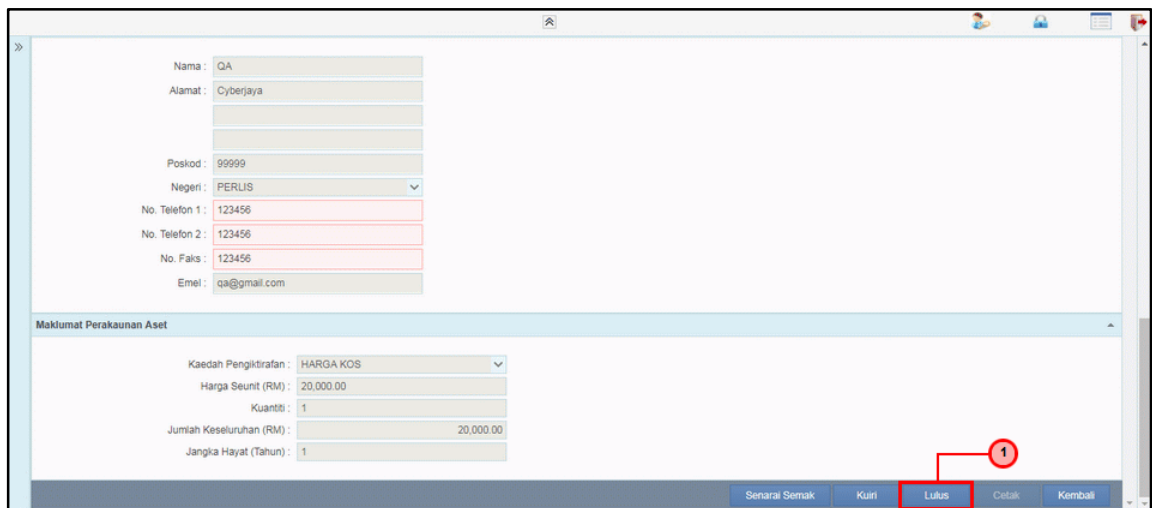 Nama : QA
Alamat : Cyberjaya
Poskod : 99999
Negeri : PERLIS
No. Telefon 1 : 123456
No. Telefon 2 : 123456
No. Faks : 123456
Emel : qa@gmail.com
Maklumat Perakaunan Aset
Kaedah Pengiktirafan : HARGA KOS
Harga Seunit (RM) : 20,000.00
Kuantiti : 1
Jumlah Keseluruhan (RM) : 20,000.00
Jangka Hayat (Tahun) : 1
1
Senarai Semak Kuiri Lulus Cetak Kembali